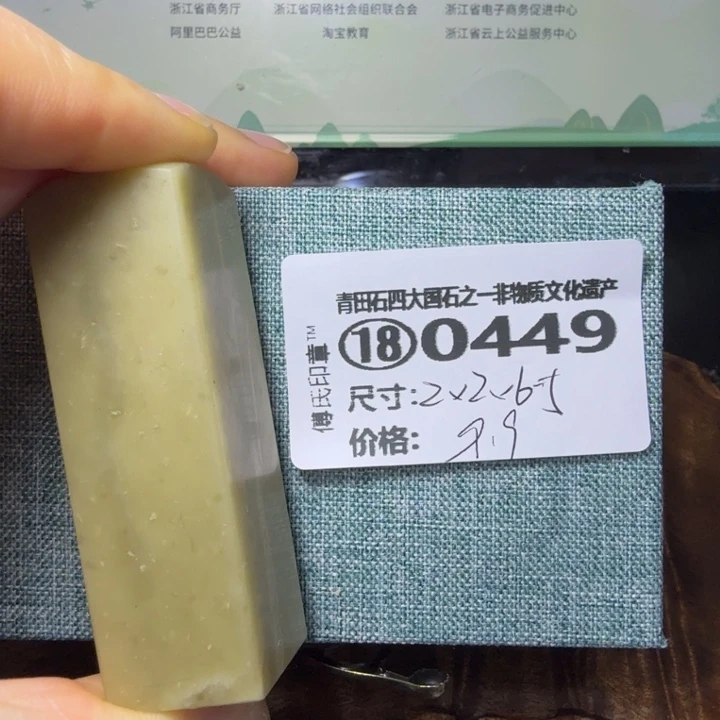 浙江省商务厅 浙江省网络社会组织联合会 浙江省电子商务促进中心
阿里巴巴公益 淘宝教育 浙江省云上公益服务中心
青田石四大国石之一非物质文化遗产
⑱0449
傅氏印章™
尺寸:2×2×6.5
价格: